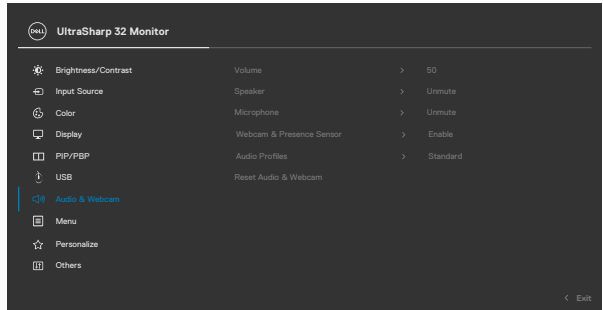 DELL UltraSharp 32 Monitor
Brightness/Contrast Volume > 50
Input Source Speaker > Unmute
Color Microphone > Unmute
Display Webcam & Presence Sensor > Enable
PIP/PBP Audio Profiles > Standard
USB Reset Audio & Webcam
Audio & Webcam
Menu
Personalize
Others
< Exit